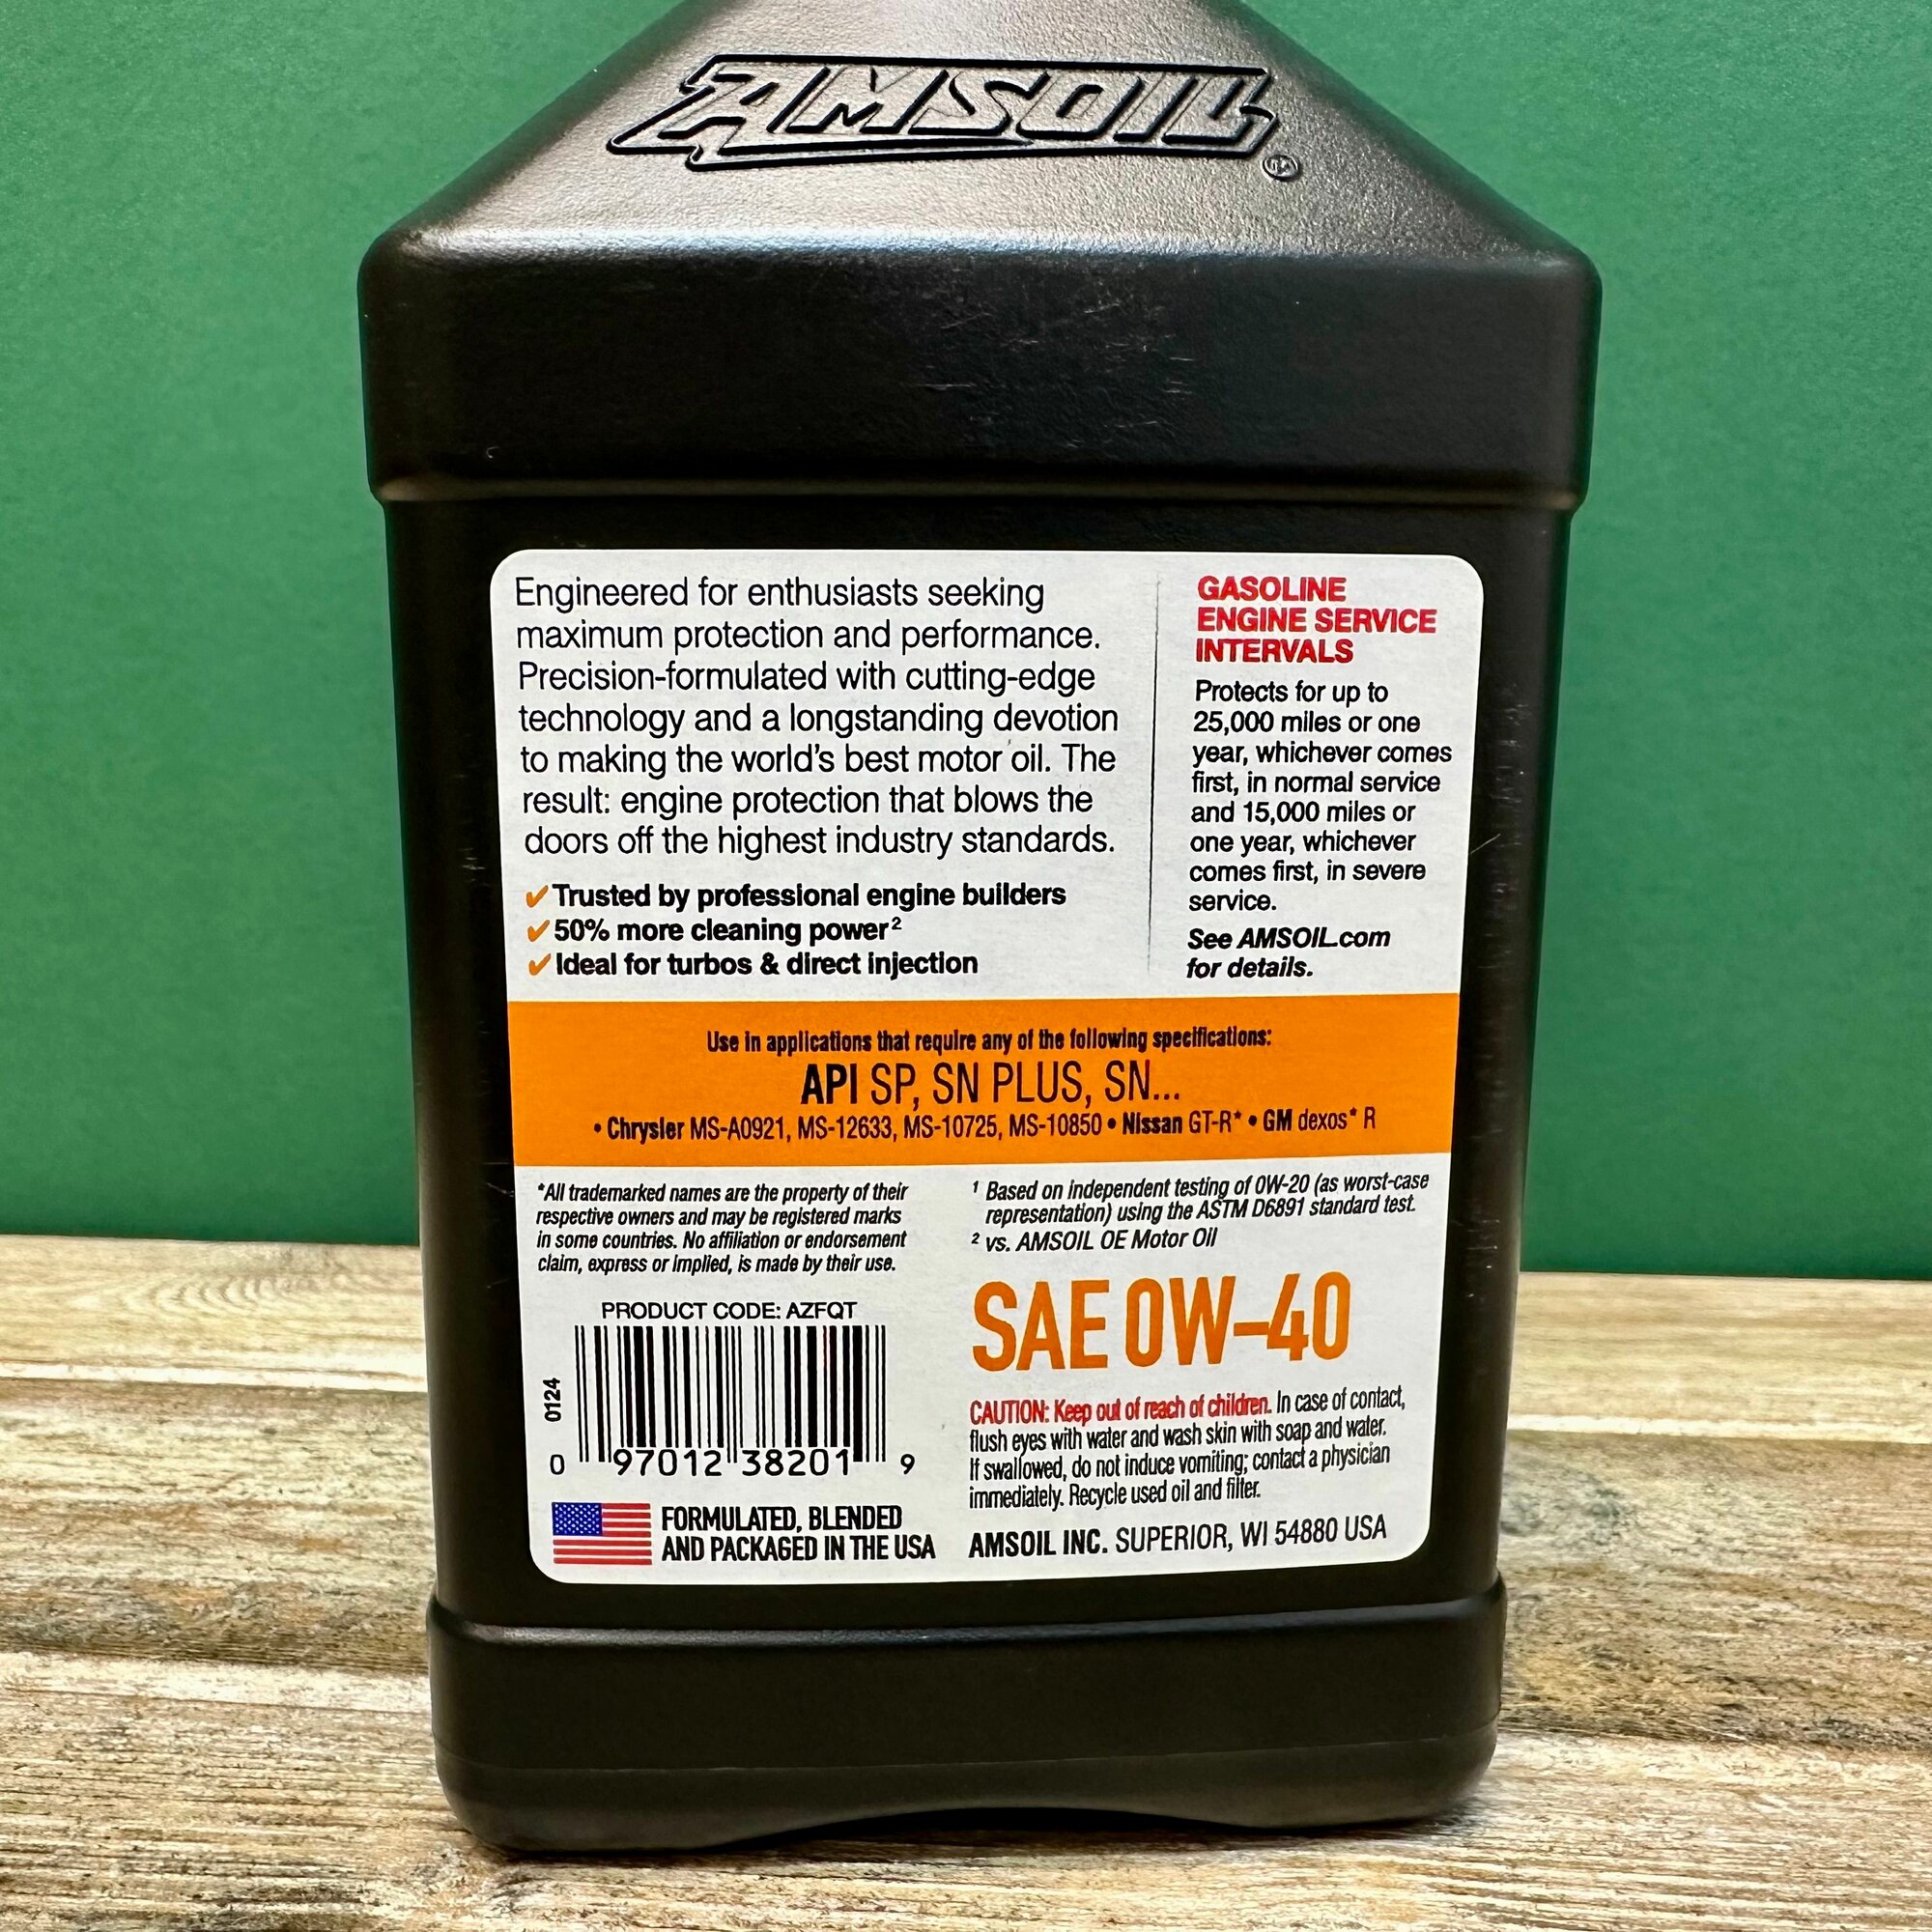 AMSOIL®
Engineered for enthusiasts seeking
maximum protection and performance.
Precision-formulated with cutting-edge
technology and a longstanding devotion
to making the world's best motor oil. The
result: engine protection that blows the
doors off the highest industry standards.
✔Trusted by professional engine builders
✔50% more cleaning power²
✔Ideal for turbos & direct injection
GASOLINE
ENGINE SERVICE
INTERVALS
Protects for up to
25,000 miles or one
year, whichever comes
first, in normal service
and 15,000 miles or
one year, whichever
comes first, in severe
service.
See AMSOIL.com
for details.
Use in applications that require any of the following specifications:
API SP, SN PLUS, SN...
• Chrysler MS-A0921, MS-12633, MS-10725, MS-10850 • Nissan GT-R* • GM dexos* R
*All trademarked names are the property of their
respective owners and may be registered marks
in some countries. No affiliation or endorsement
claim, express or implied, is made by their use.
¹ Based on independent testing of 0W-20 (as worst-case
representation) using the ASTM D6891 standard test.
² vs. AMSOIL OE Motor Oil
PRODUCT CODE: AZFQT
0124
0 97012 38201 9
FORMULATED, BLENDED
AND PACKAGED IN THE USA
SAE 0W-40
CAUTION: Keep out of reach of children. In case of contact,
flush eyes with water and wash skin with soap and water.
If swallowed, do not induce vomiting; contact a physician
immediately. Recycle used oil and filter.
AMSOIL INC. SUPERIOR, WI 54880 USA